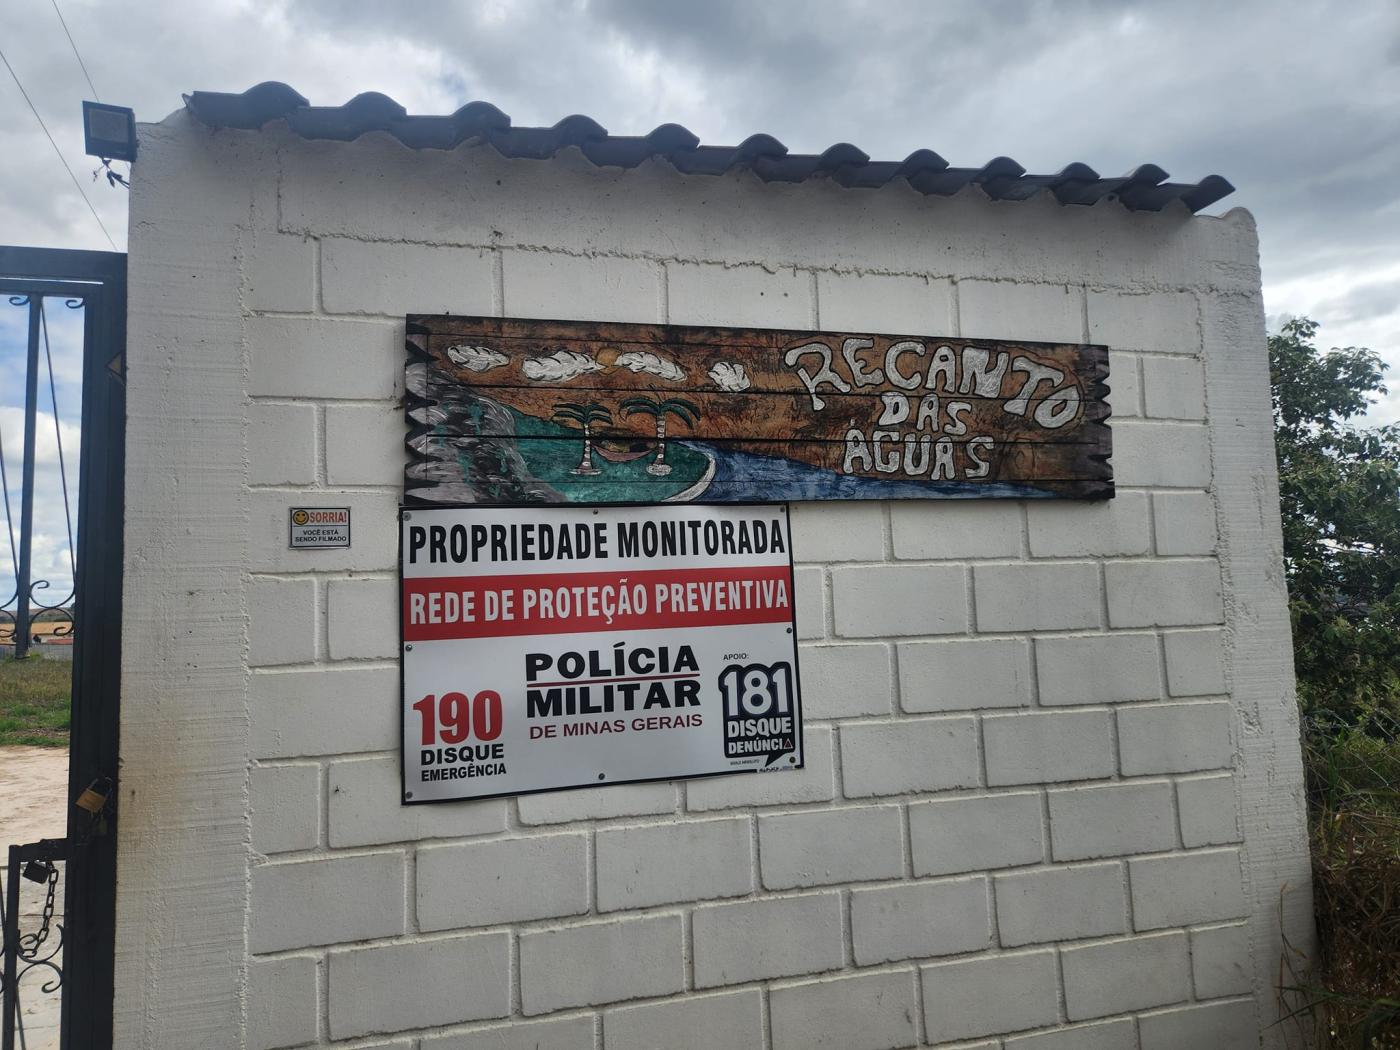 RECANTO
DAS
ÁGUAS
SORRIA!
VOCÊ ESTÁ
SENDO FILMADO
PROPRIEDADE MONITORADA
REDE DE PROTEÇÃO PREVENTIVA
POLÍCIA
MILITAR
DE MINAS GERAIS
190
DISQUE
EMERGÊNCIA
APOIO:
181
DISQUE
DENÚNCIA